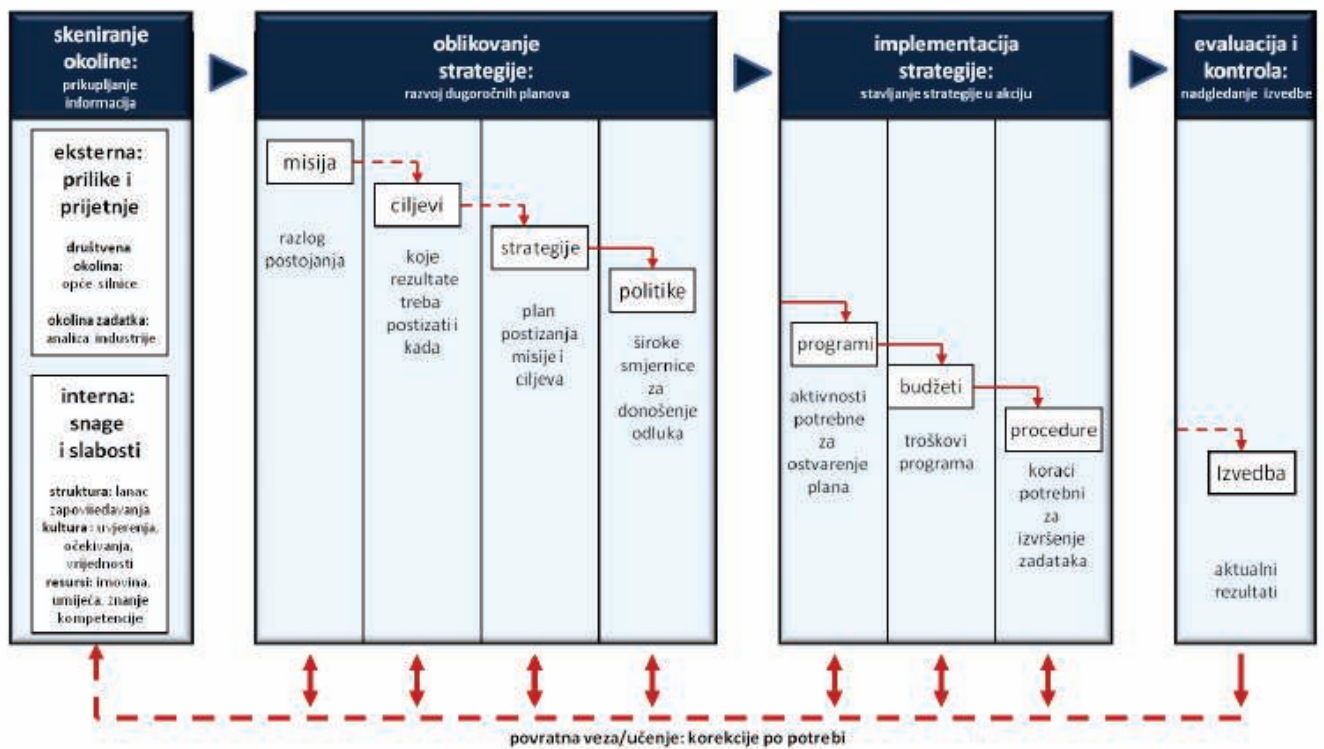 skeniranje
okoline:
prikupljanje
informacija
eksterna:
prilike i
prijetnje
društvena
okolina:
opće silnice
okolina zadatka:
analiza industrije
interna:
snage
i slabosti
struktura: lanac
zapovijedavanja
kultura : uvjerenja,
očekivanja,
vrijednosti
resursi: imovina,
umijeća, znanje
kompetencije
oblikovanje
strategije:
razvoj dugoročnih planova
misija
razlog
postojanja
ciljevi
koje
rezultate
treba
postizati i
kada
strategije
plan
postizanja
misije i
ciljeva
politike
široke
smjernice
za
donošenje
odluka
implementacija
strategije:
stavljanje strategije u akciju
programi
aktivnosti
potrebne
za
ostvarenje
plana
budžeti
troškovi
programa
procedure
koraci
potrebni
za
izvršenje
zadataka
evaluacija i
kontrola:
nadgledanje izvedbe
Izvedba
aktualni
rezultati
povratna veza/učenje: korekcije po potrebi